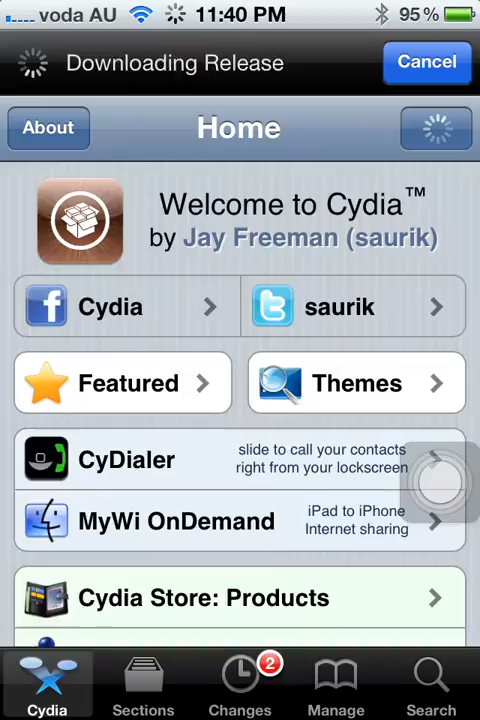 voda AU 11:40 PM 95%
Downloading Release Cancel
About Home
Welcome to Cydia™
by Jay Freeman (saurik)
f Cydia t saurik
Featured Themes
CyDialer slide to call your contacts
right from your lockscreen
MyWi OnDemand iPad to iPhone
Internet sharing
Cydia Store: Products
2
Cydia Sections Changes Manage Search